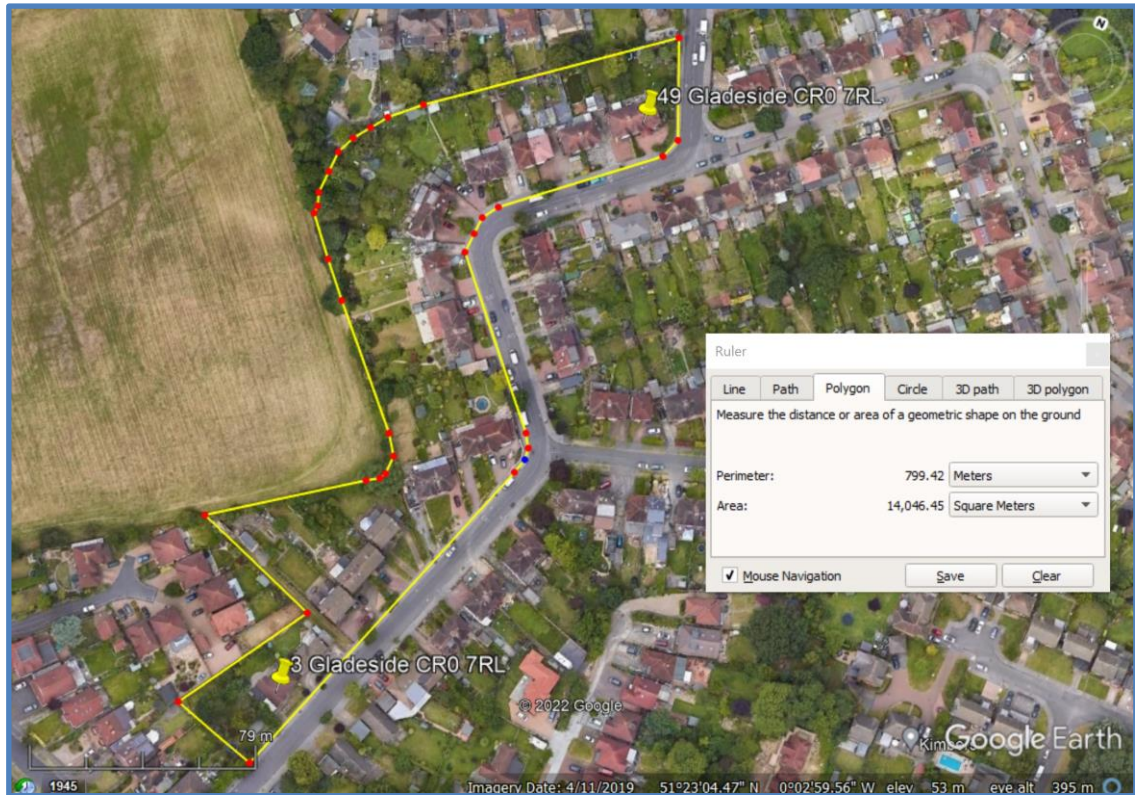 N
49 Gladeside CR0 7RL
Ruler
Line Path Polygon Circle 3D path 3D polygon
Measure the distance or area of a geometric shape on the ground
Perimeter: 799.42 Meters
Area: 14,046.45 Square Meters
Mouse Navigation Save Clear
3 Gladeside CR0 7RL
© 2022 Google
79 m
Google Earth
1945
Imagery Date: 4/11/2019 51°23'04.47" N 0°02'59.56" W elev 53 m eye alt 395 m